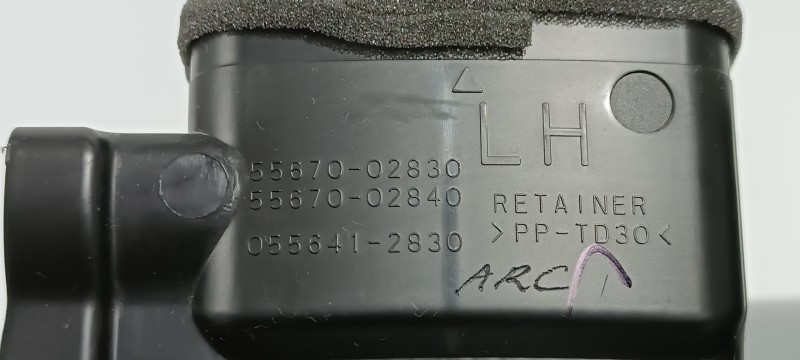 LH
55670-02830
55670-02840
055641-2830
RETAINER
>PP-TD30<
ARC